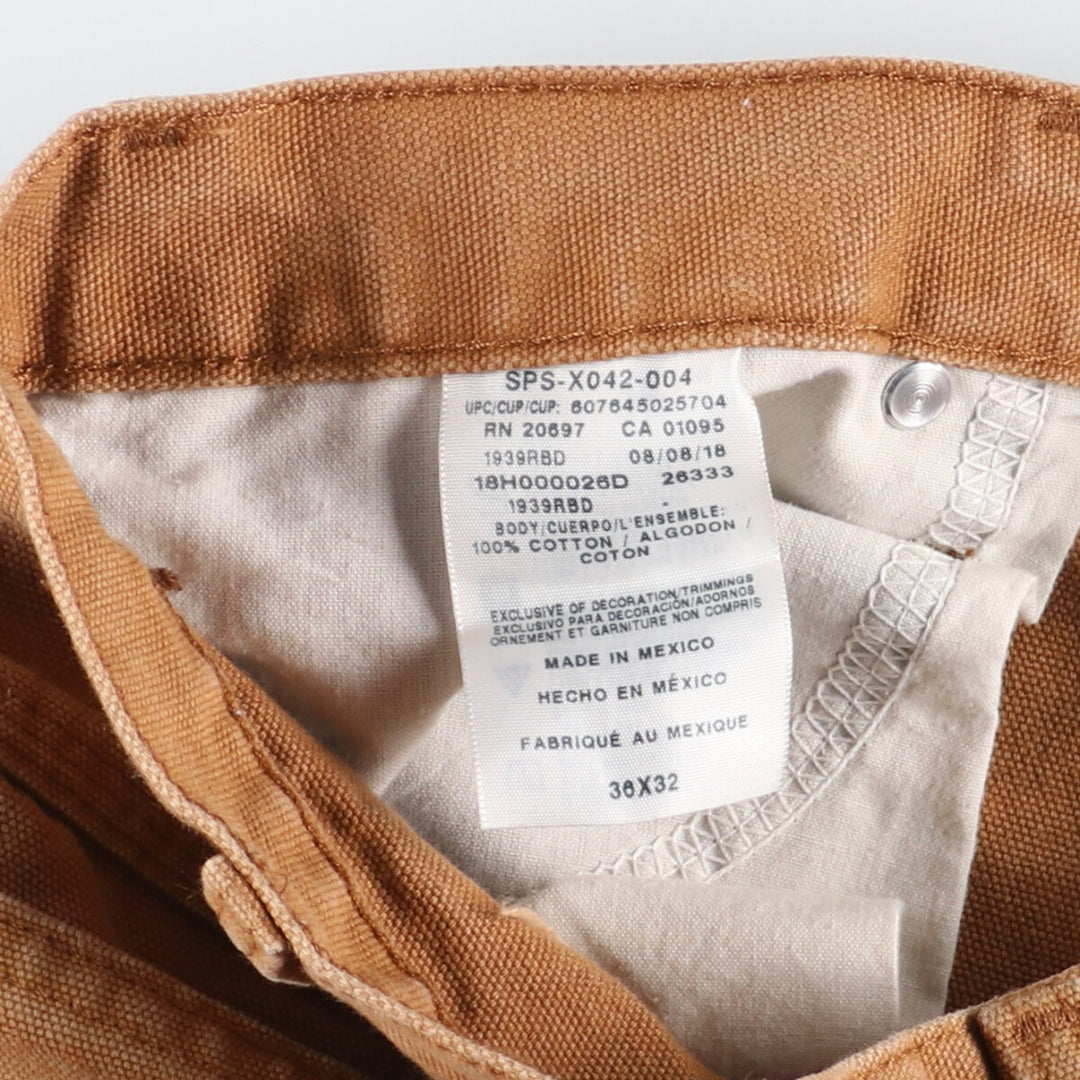 SPS-X042-004
UPC/CUP/CUP: 607645025704
RN 20697 CA 01095
1939RBD 08/08/18
18H000026D 26333
1939RBD
BODY/CUERPO/L'ENSEMBLE:
100% COTTON / ALGODON /
COTON
EXCLUSIVE OF DECORATION/TRIMMINGS
EXCLUSIVO PARA DECORACIÓN/ADORNOS
ORNEMENT ET GARNITURE NON COMPRIS
MADE IN MEXICO
HECHO EN MÉXICO
FABRIQUÉ AU MEXIQUE
36X32